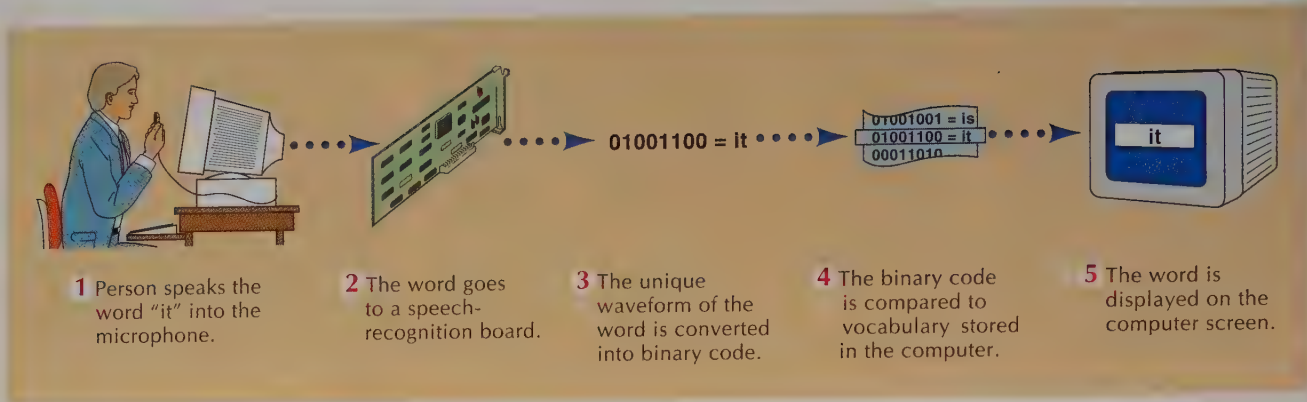 01001100 = it
01001001 = is
01001100 = it
00011010
it
1 Person speaks the
word "it" into the
microphone.
2 The word goes
to a speech-
recognition board.
3 The unique
waveform of the
word is converted
into binary code.
4 The binary code
is compared to
vocabulary stored
in the computer.
5 The word is
displayed on the
computer screen.